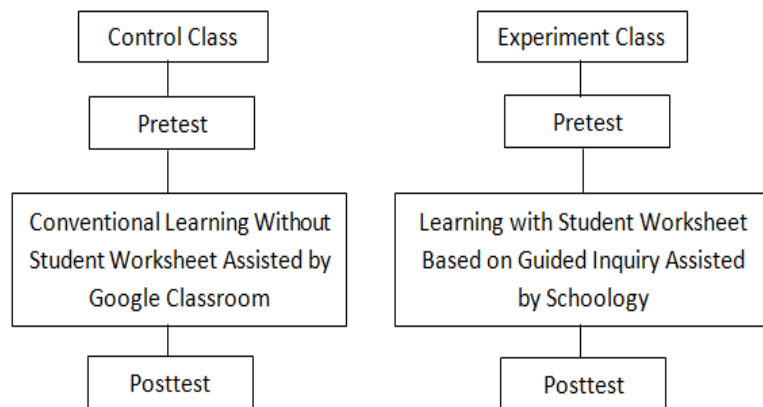 Control Class
Pretest
Conventional Learning Without
Student Worksheet Assisted by
Google Classroom
Posttest
Experiment Class
Pretest
Learning with Student Worksheet
Based on Guided Inquiry Assisted
by Schoology
Posttest